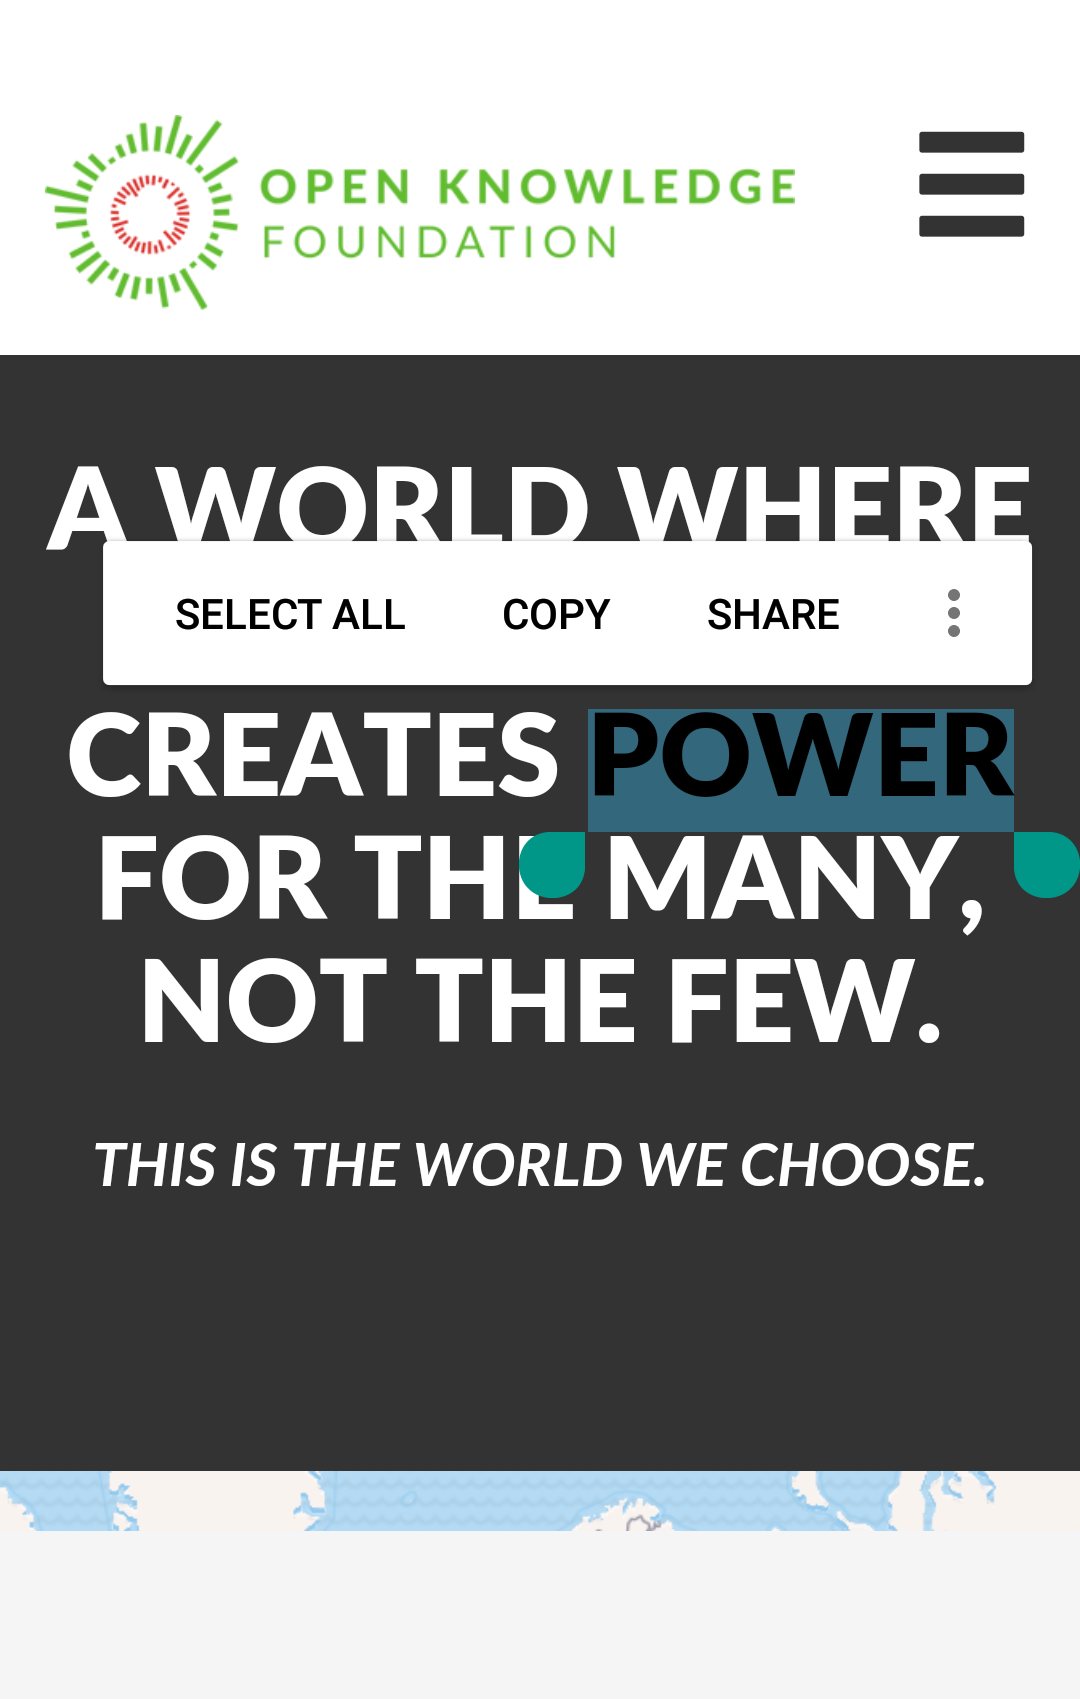 OPEN KNOWLEDGE
FOUNDATION
A WORLD WHERE
SELECT ALL COPY SHARE
CREATES POWER
FOR THE MANY,
NOT THE FEW.
THIS IS THE WORLD WE CHOOSE.